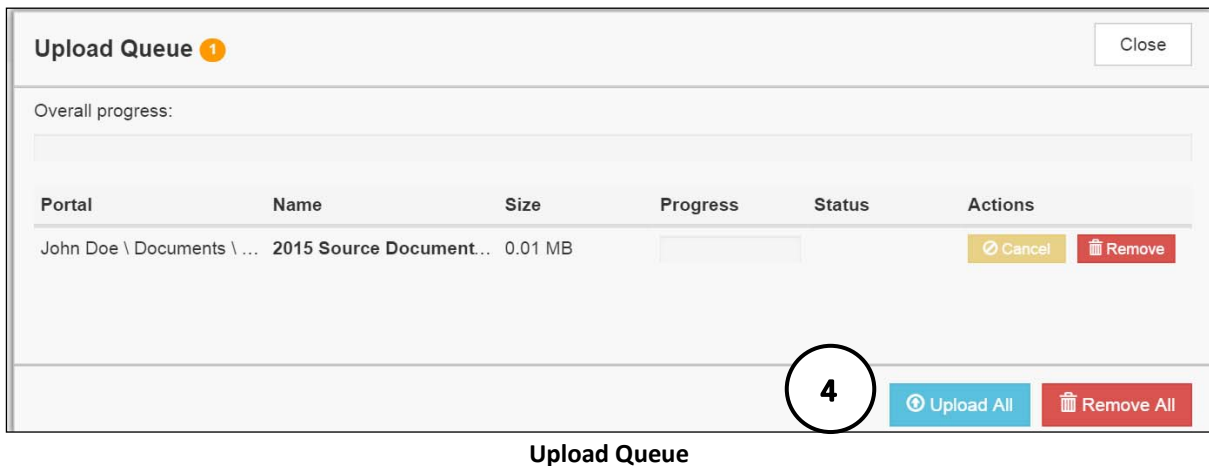 Upload Queue 1 Close
Overall progress:
Portal Name Size Progress Status Actions
John Doe \ Documents \ ... 2015 Source Document... 0.01 MB Cancel Remove
4 Upload All Remove All
Upload Queue